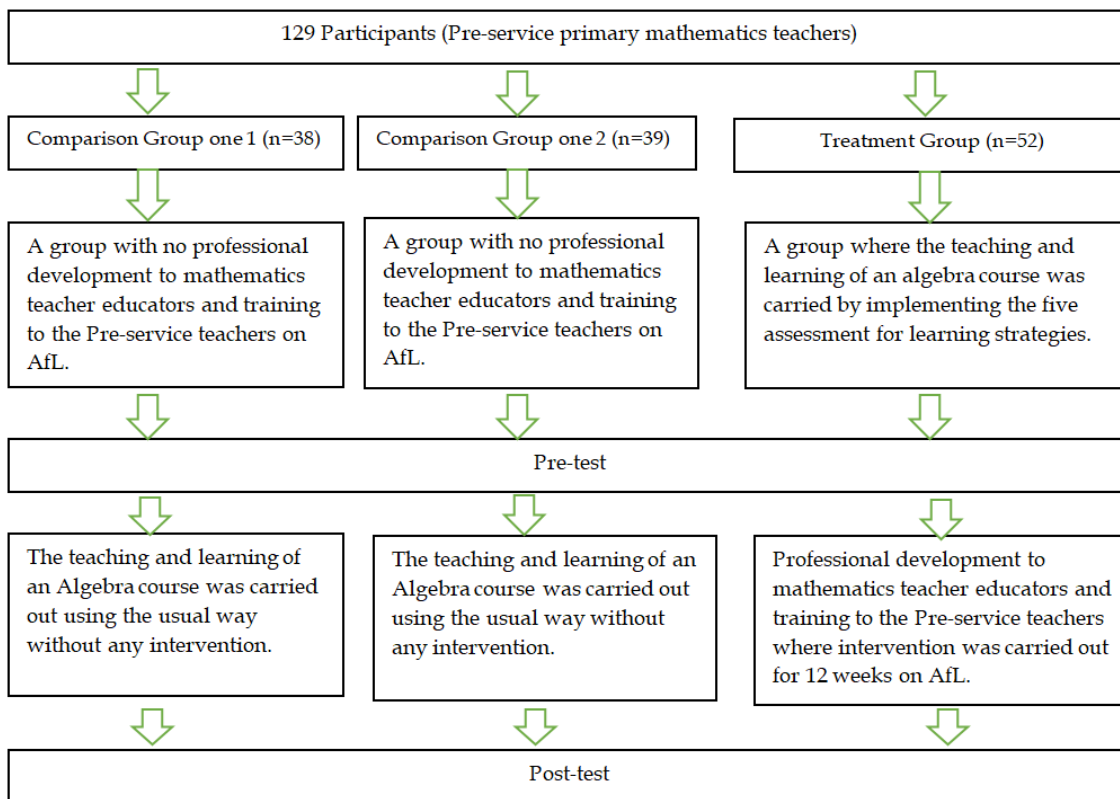 129 Participants (Pre-service primary mathematics teachers)
Comparison Group one 1 (n=38)
Comparison Group one 2 (n=39)
Treatment Group (n=52)
A group with no professional
development to mathematics
teacher educators and training
to the Pre-service teachers on
AfL.
A group with no professional
development to mathematics
teacher educators and training
to the Pre-service teachers on
AfL.
A group where the teaching and
learning of an algebra course was
carried by implementing the five
assessment for learning strategies.
Pre-test
The teaching and learning of
an Algebra course was carried
out using the usual way
without any intervention.
The teaching and learning of an
Algebra course was carried out
using the usual way without
any intervention.
Professional development to
mathematics teacher educators and
training to the Pre-service teachers
where intervention was carried out
for 12 weeks on AfL.
Post-test